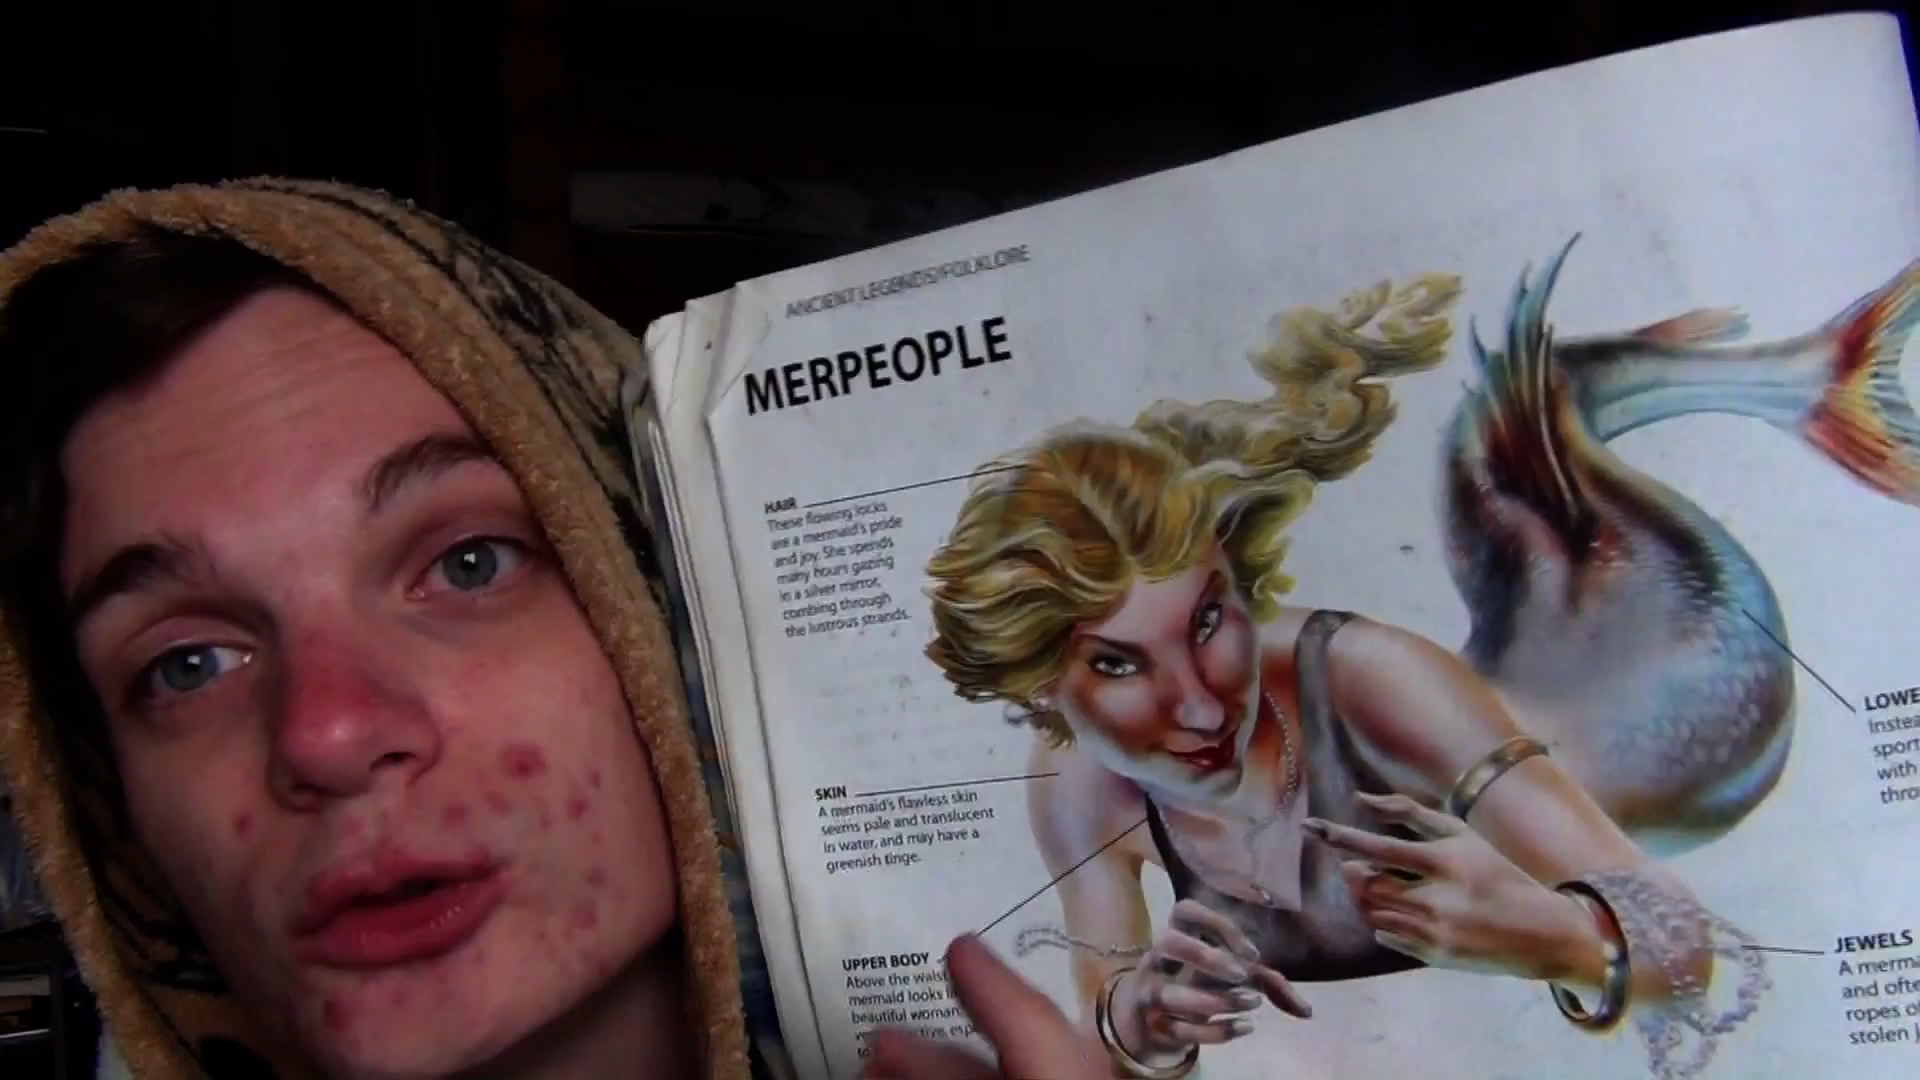 ANCIENT LEGENDS/FOLKLORE
MERPEOPLE
HAIR
These flowing locks
are a mermaid's pride
and joy. She spends
many hours gazing
in a silver mirror,
combing through
the lustrous strands.
SKIN
A mermaid's flawless skin
seems pale and translucent
in water, and may have a
greenish tinge.
UPPER BODY
Above the waist
mermaid looks
beautiful woman
to
LOWE
Instea
sport
with
thro
JEWELS
A merma
and ofte
ropes o
stolen j